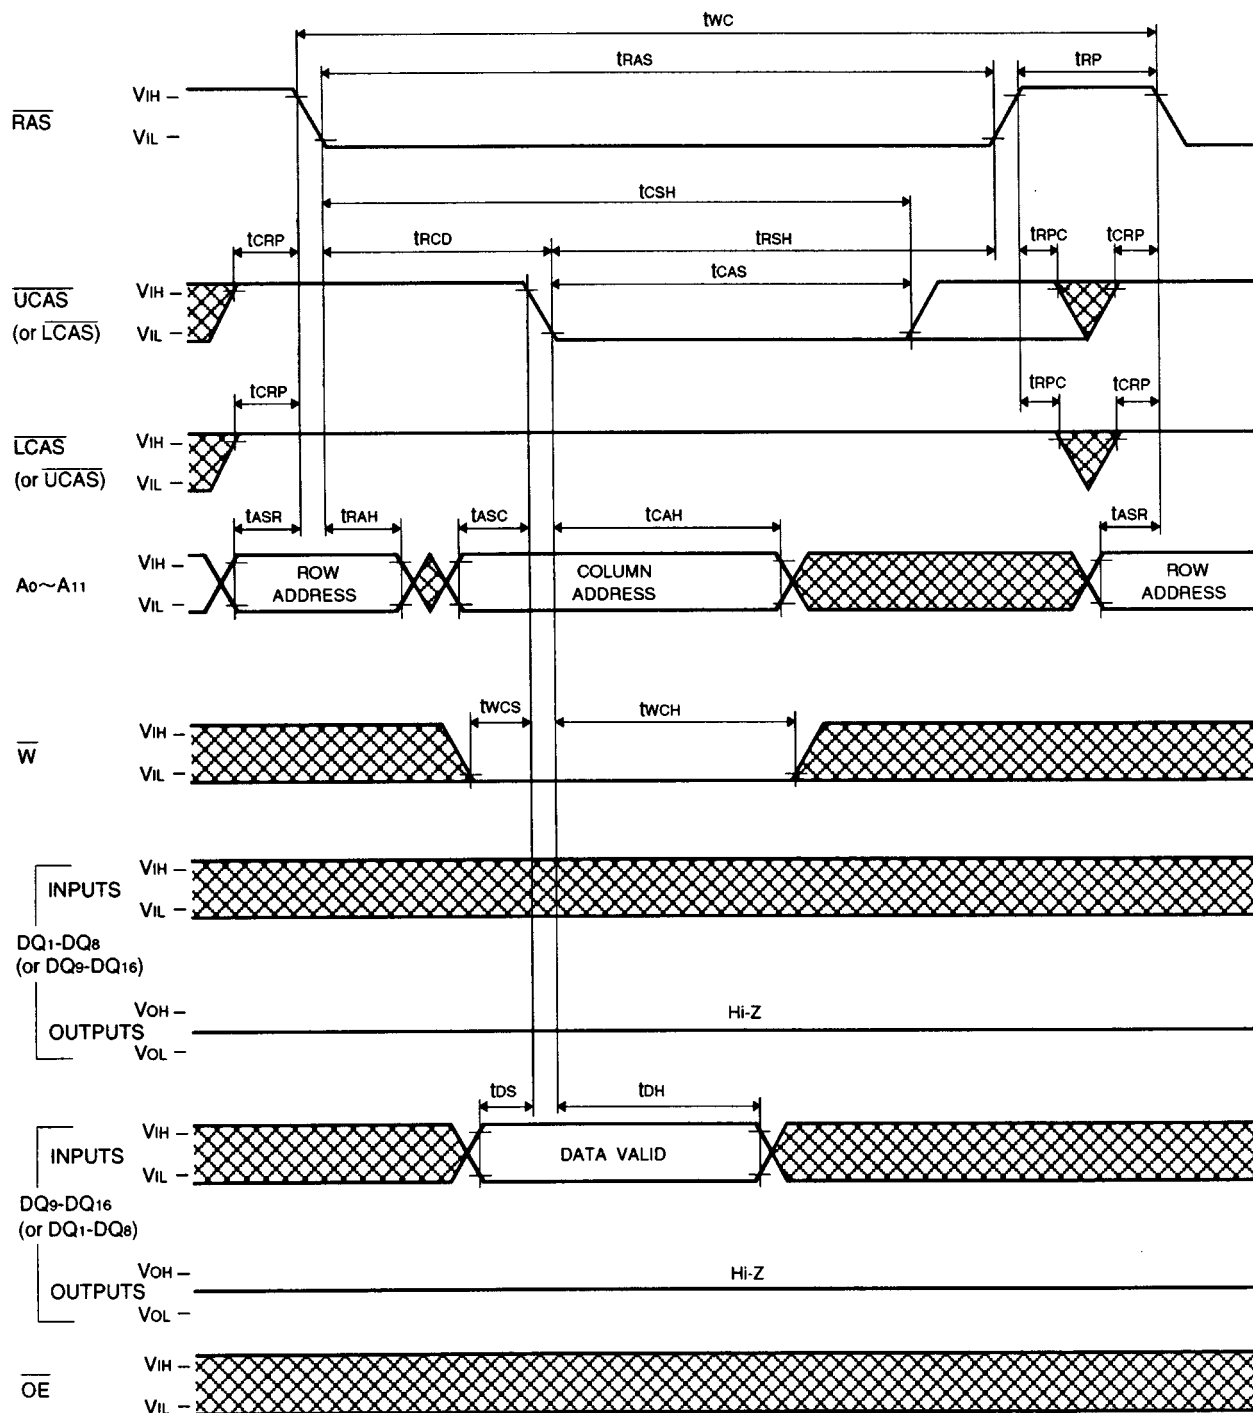 tWC
tRAS
tRP
VIH
RAS
VIL
tCSH
tCRP
tRCD
tRSH
tRPC
tCRP
tCAS
UCAS
(or LCAS)
VIH
VIL
tCRP
tRPC
tCRP
LCAS
(or UCAS)
VIH
VIL
tASR
tRAH
tASC
tCAH
tASR
A0~A11
VIH
VIL
ROW
ADDRESS
COLUMN
ADDRESS
ROW
ADDRESS
tWCS
tWCH
W
VIH
VIL
INPUTS
VIH
VIL
DQ1-DQ8
(or DQ9-DQ16)
OUTPUTS
VOH
VOL
Hi-Z
tDS
tDH
INPUTS
VIH
VIL
DATA VALID
DQ9-DQ16
(or DQ1-DQ8)
OUTPUTS
VOH
VOL
Hi-Z
OE
VIH
VIL